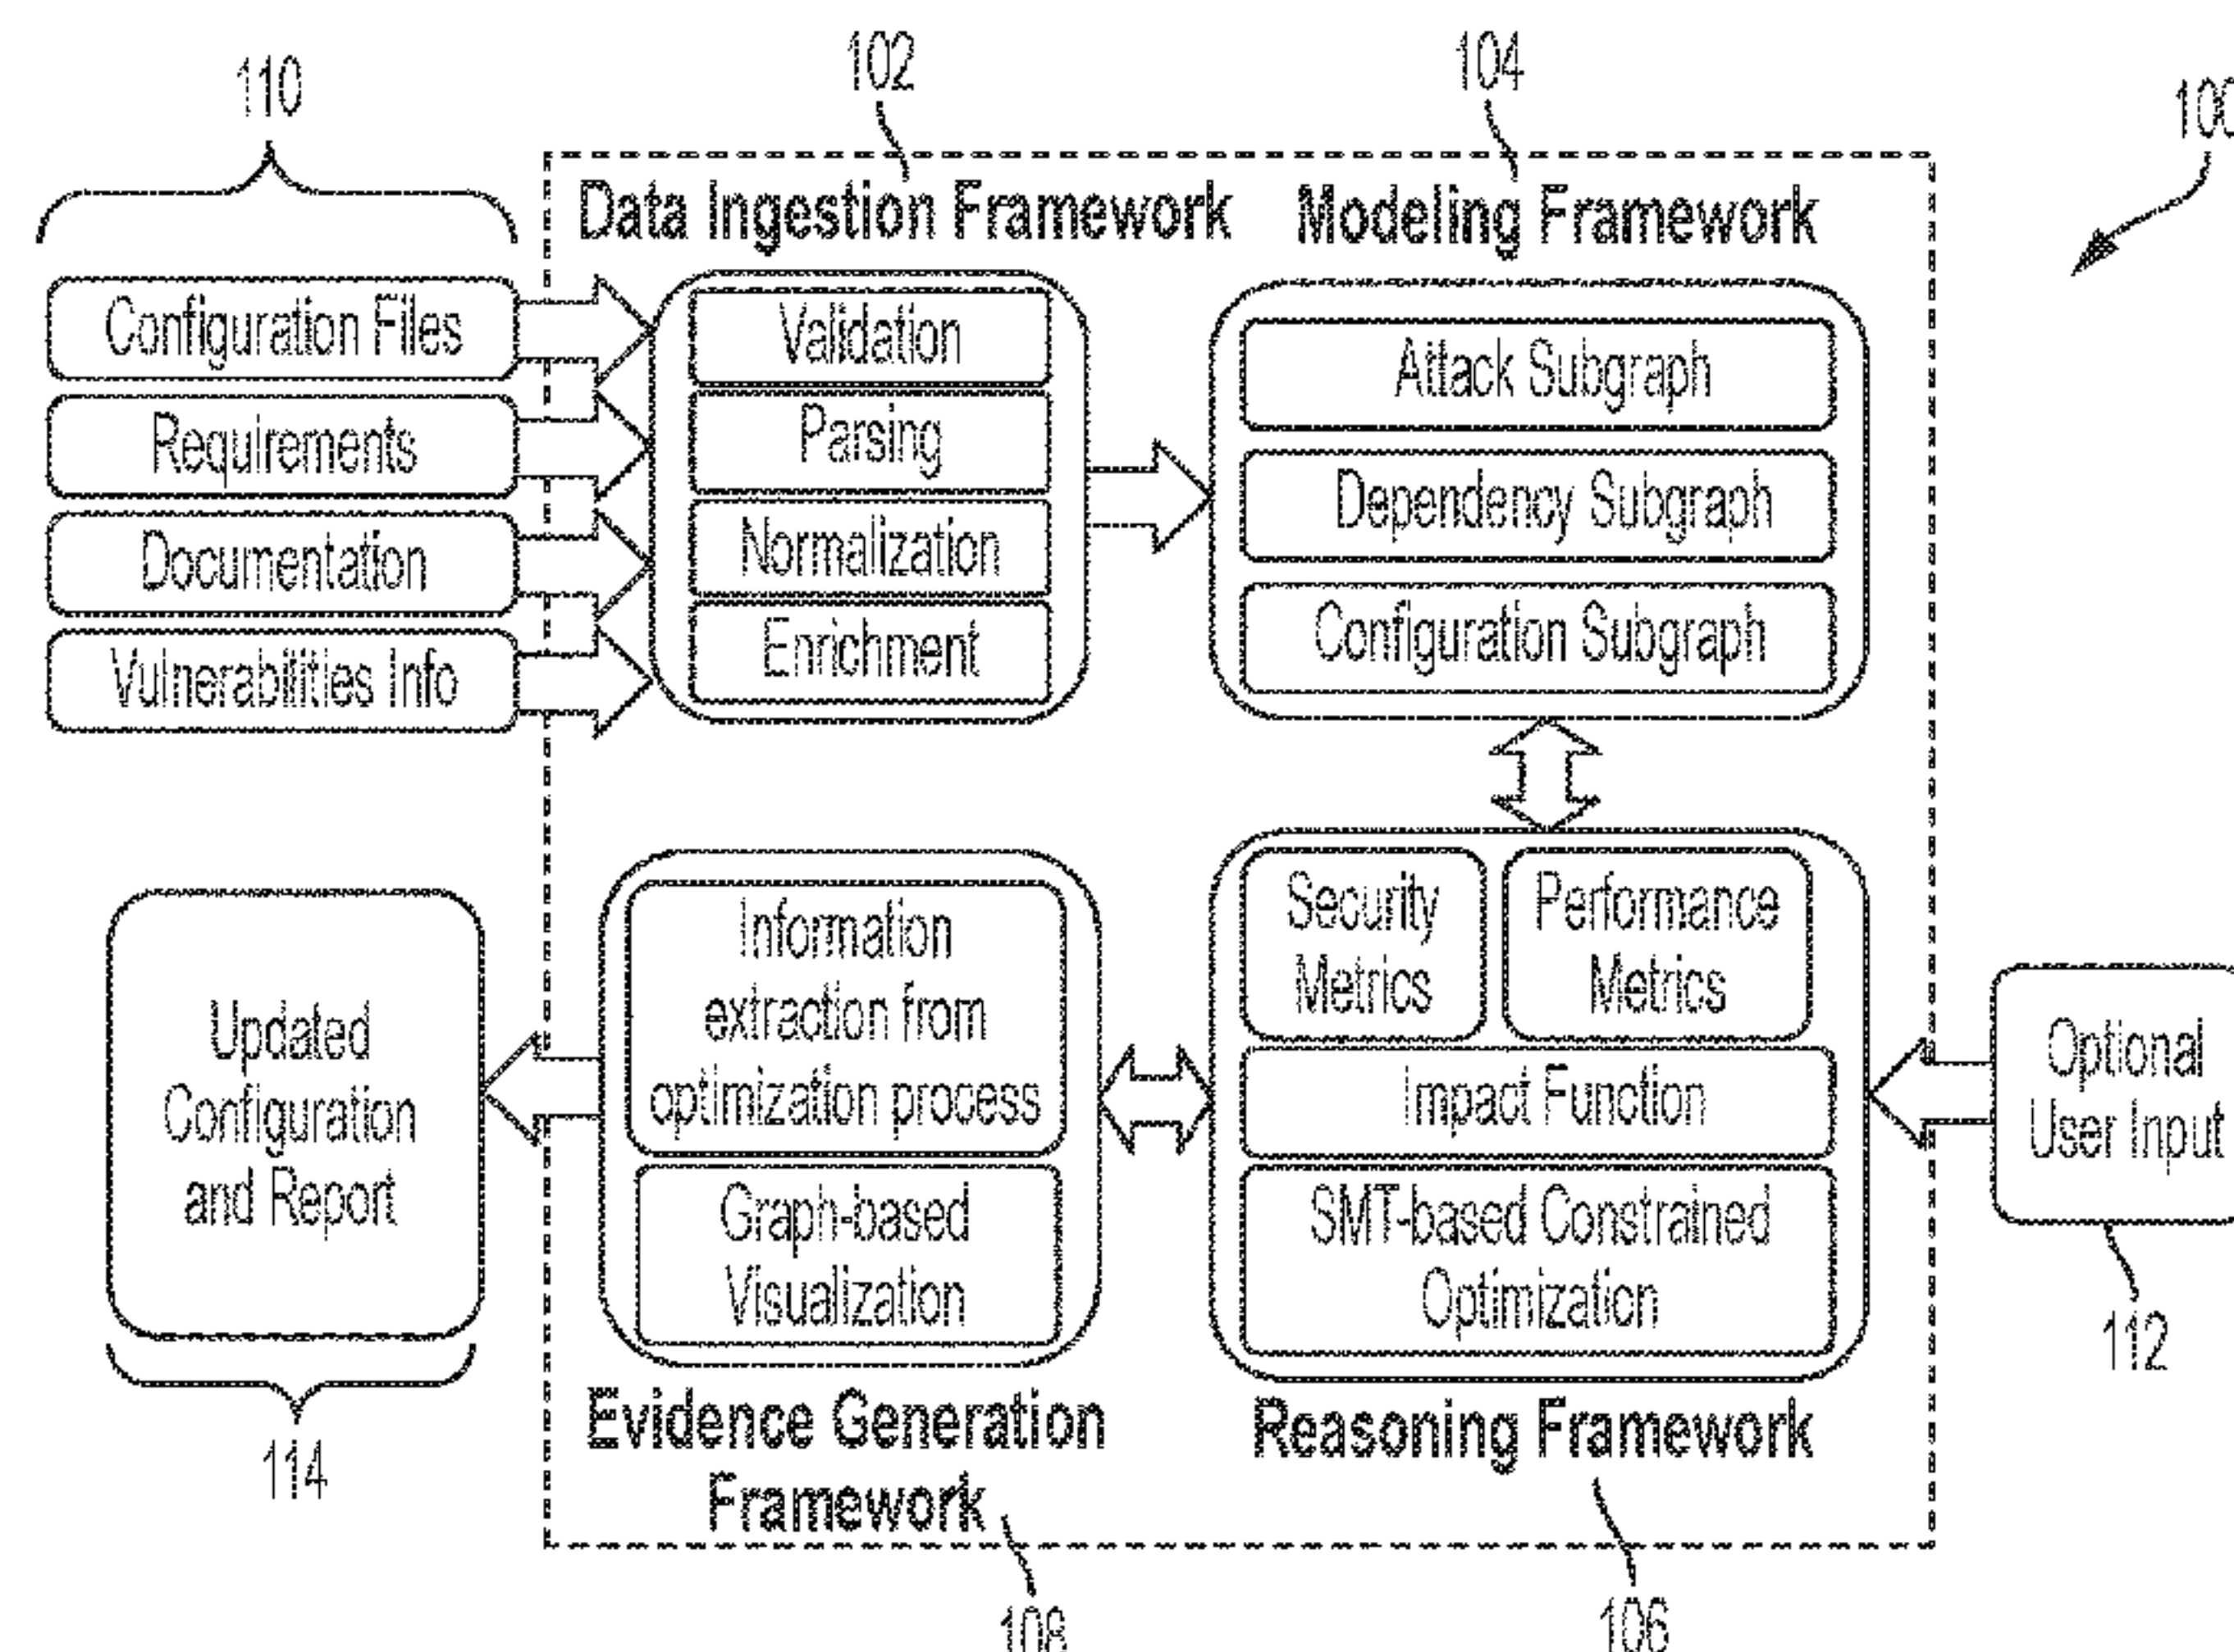 110
102
104
100
Data Ingestion Framework
Modeling Framework
Configuration Files
Requirements
Documentation
Vulnerabilities Info
Validation
Parsing
Normalization
Enrichment
Attack Subgraph
Dependency Subgraph
Configuration Subgraph
Updated
Configuration
and Report
114
Information
extraction from
optimization process
Graph-based
Visualization
Evidence Generation
Framework
108
Security
Metrics
Performance
Metrics
Impact Function
SMT-based Constrained
Optimization
Reasoning Framework
106
Optional
User Input
112